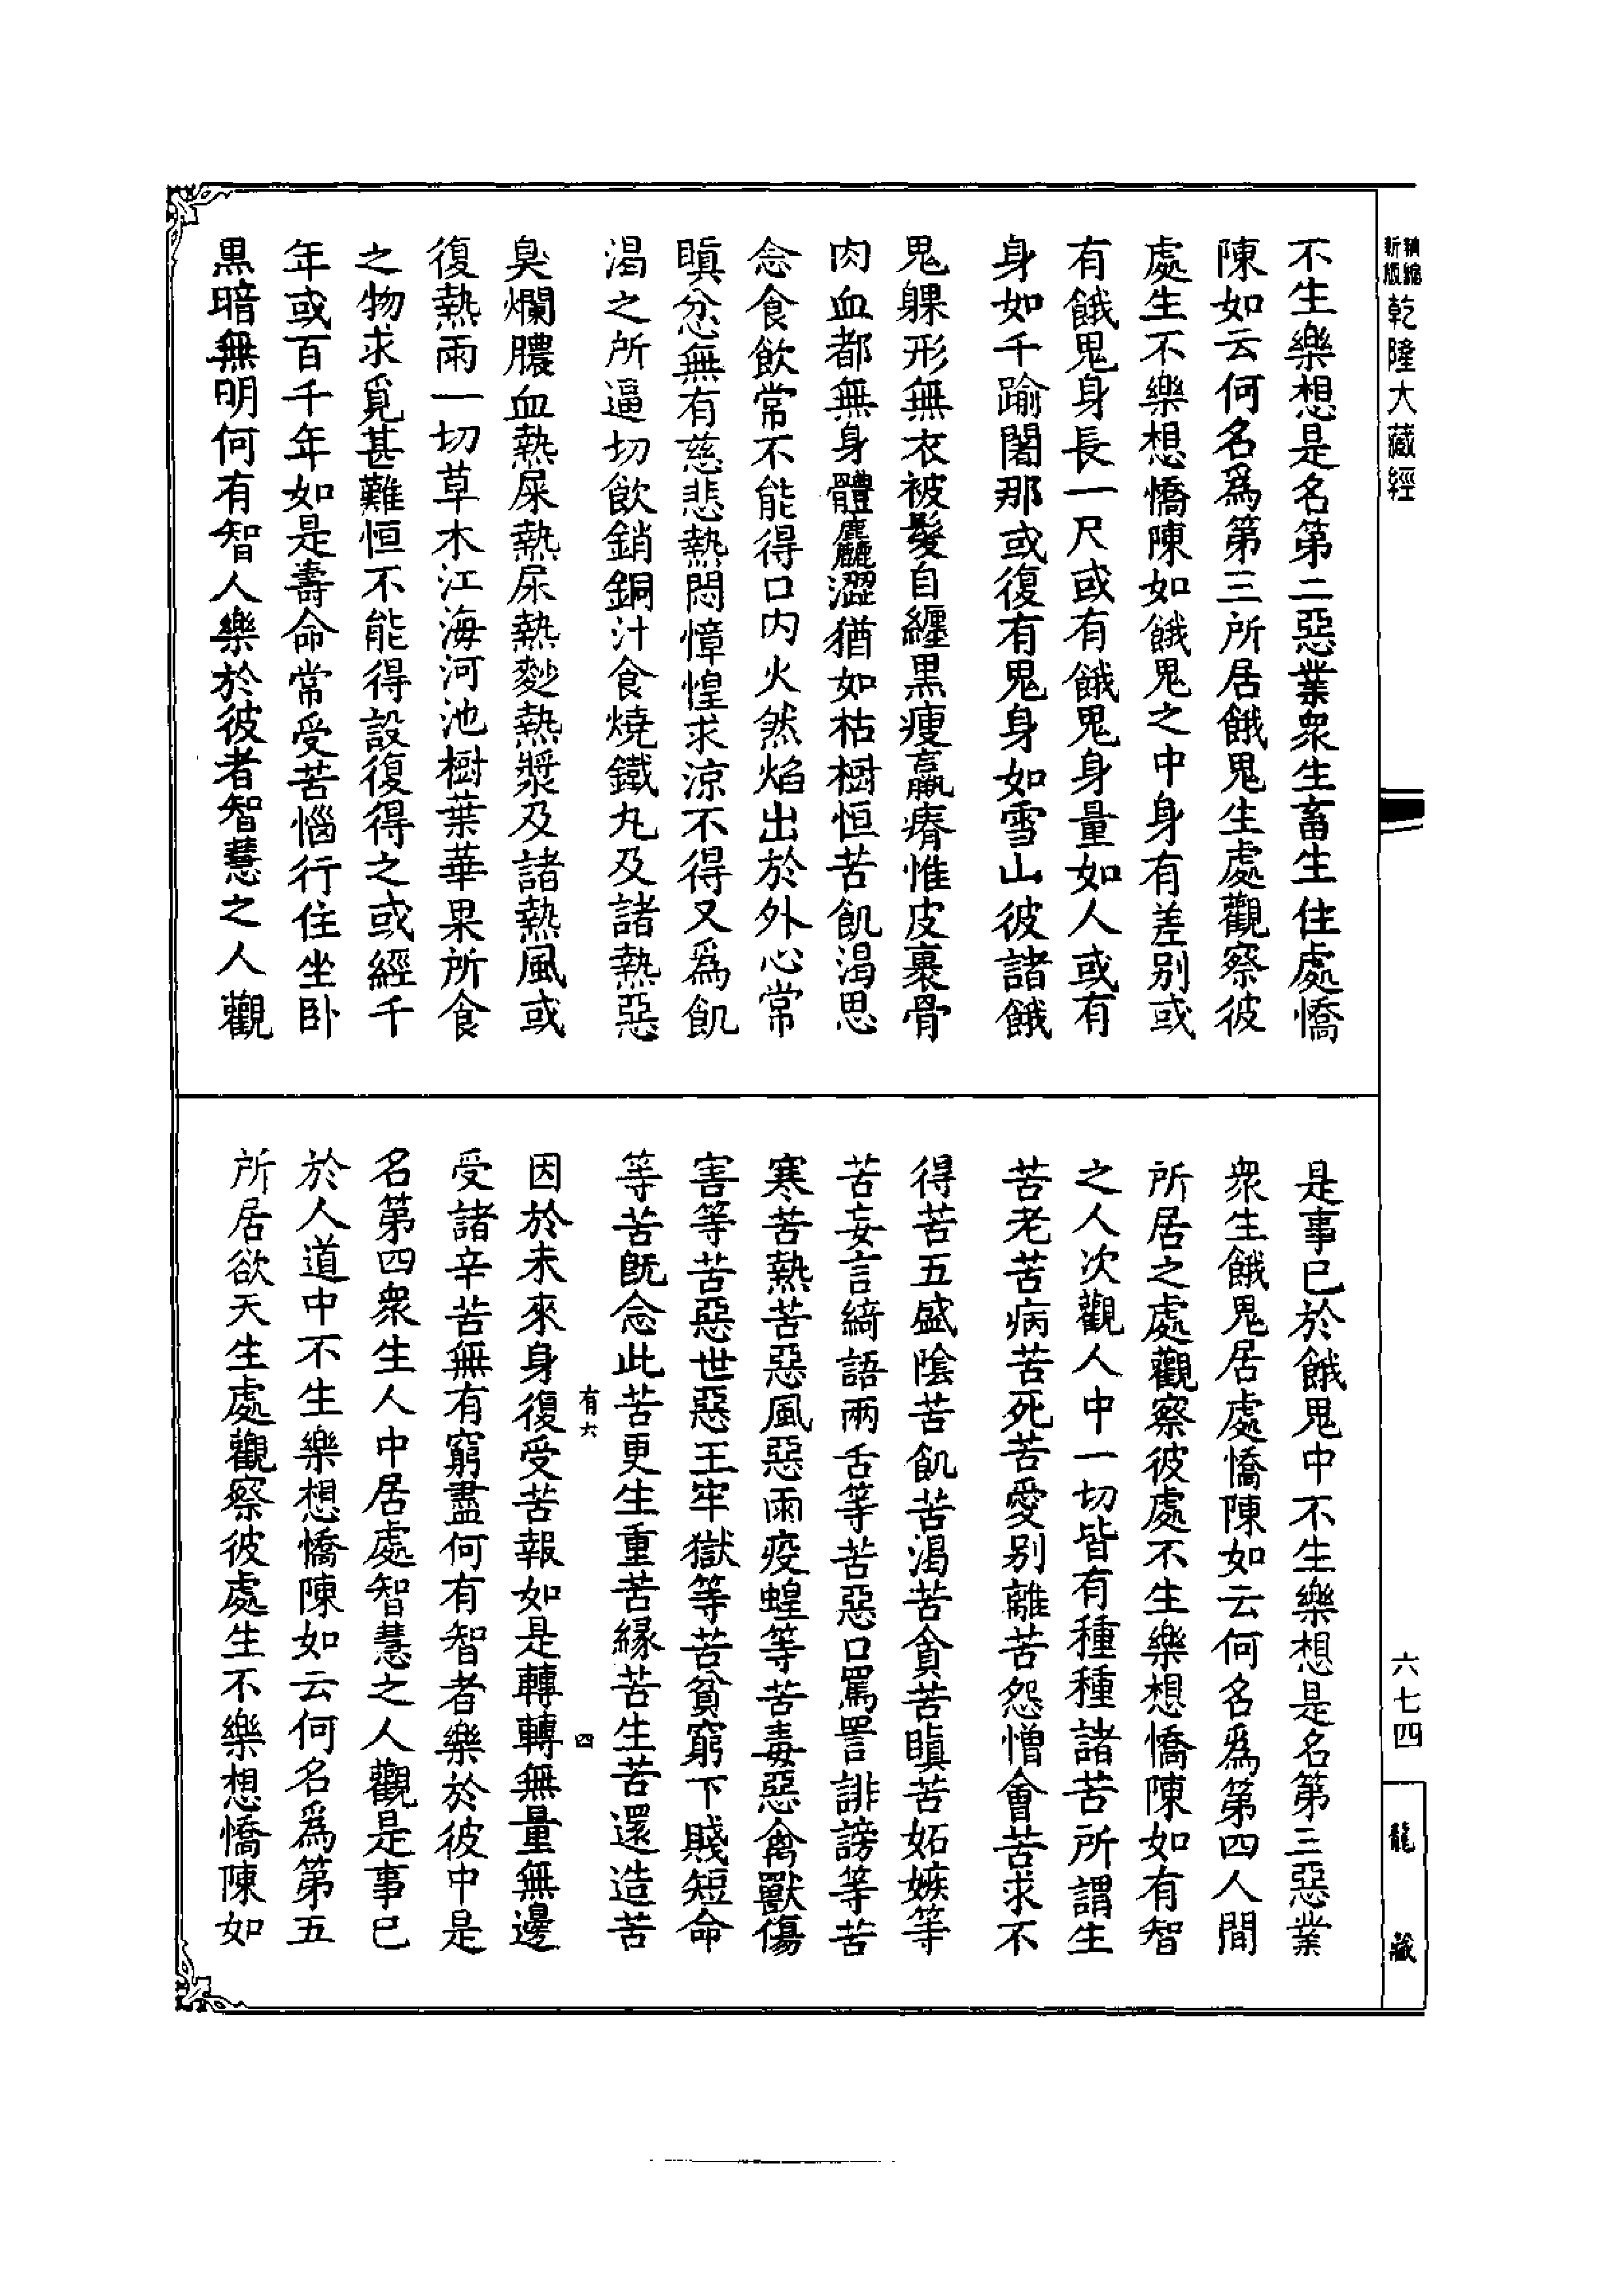 新版
精縮
乾隆大藏經
不生樂想是名第二惡業衆生畜生住處憍
陳如云何名爲第三所居餓鬼生處觀察彼
處生不樂想憍陳如餓鬼之中身有差别或
有餓鬼身長一尺或有餓鬼身量如人或有
身如千踰闍那或復有鬼身如雪山彼諸餓
鬼躶形無衣被髮自纏黒瘦羸瘠惟皮裹骨
肉血都無身體麤澀猶如枯樹恒苦飢渴思
念食飲常不能得口内火然焰出於外心常
瞋忿無有慈悲熱悶慞惶求涼不得又爲飢
渴之所逼切飲銷銅汁食燒鐵丸及諸熱惡
臭爛膿血熱屎熱尿熱麨熱漿及諸熱風或
復熱雨一切草木江海河池樹葉華果所食
之物求覓甚難恒不能得設復得之或經千
年或百千年如是壽命常受苦惱行住坐卧
黒暗無明何有智人樂於彼者智慧之人觀
是事已於餓鬼中不生樂想是名第三惡業
衆生餓鬼居處憍陳如云何名爲第四人間
所居之處觀察彼處不生樂想憍陳如有智
之人次觀人中一切皆有種種諸苦所謂生
苦老苦病苦死苦愛别離苦怨憎會苦求不
得苦五盛陰苦飢苦渴苦貪苦瞋苦妬嫉等
苦妄言綺語兩舌等苦惡口罵詈誹謗等苦
寒苦熱苦惡風惡雨疫蝗等苦毒惡禽獸傷
害等苦惡世惡王牢獄等苦貧窮下賤短命
等苦既念此苦更生重苦緣苦生苦還造苦
有六
四
因於未來身復受苦報如是轉轉無量無邊
受諸辛苦無有窮盡何有智者樂於彼中是
名第四衆生人中居處智慧之人觀是事已
於人道中不生樂想憍陳如云何名爲第五
所居欲天生處觀察彼處生不樂想憍陳如
六七四
龍藏